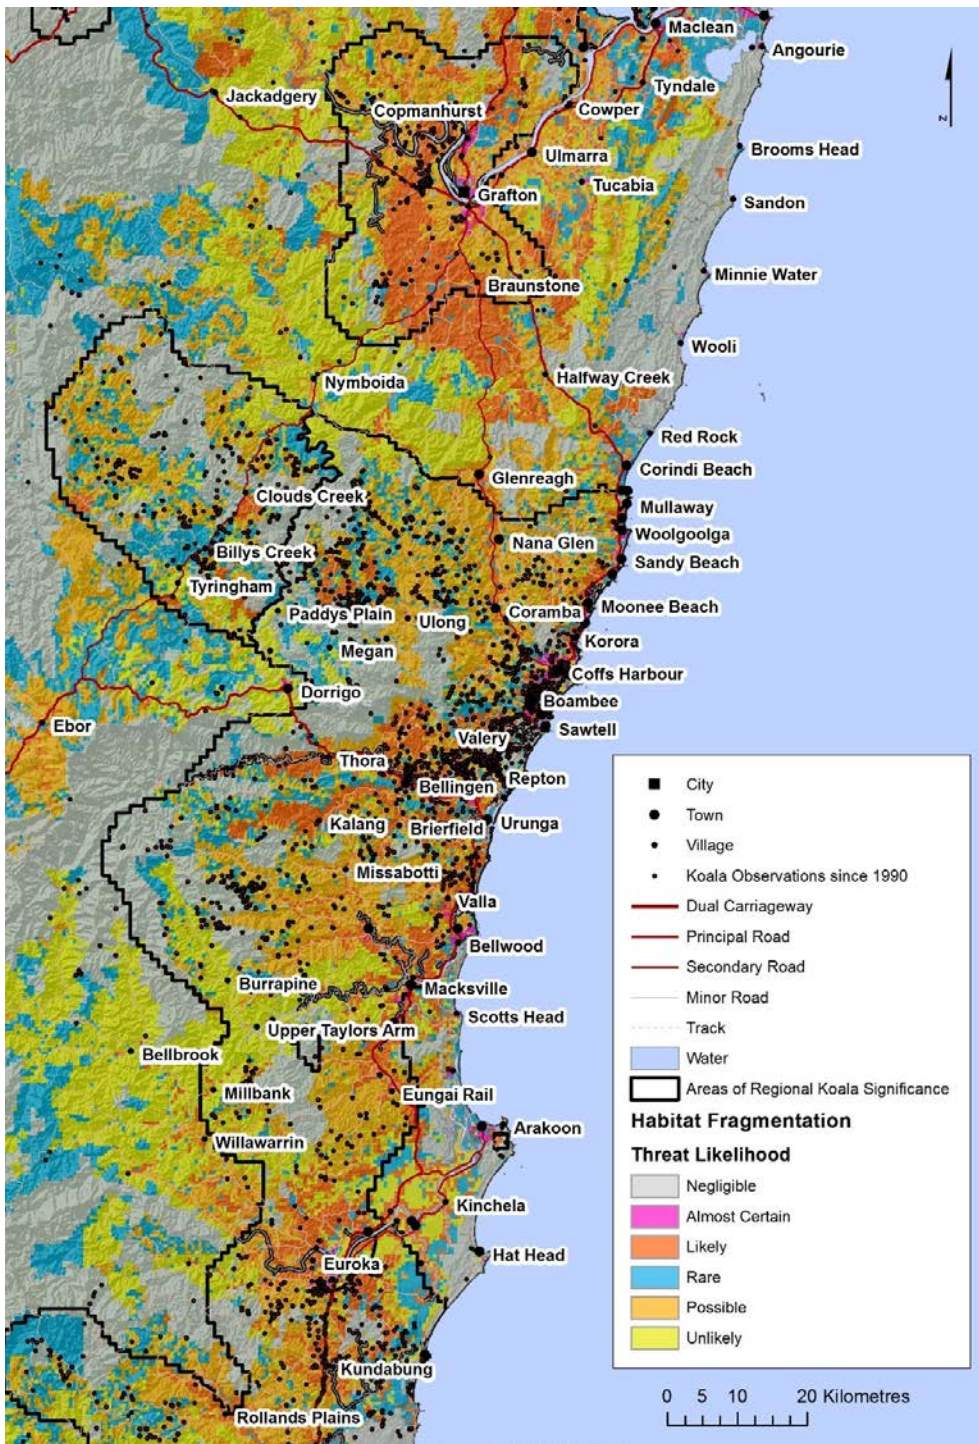 Maclean
Angourie
Jackadgery
Tyndale
Copmanhurst
Cowper
N
Brooms Head
Ulmarra
Tucabia
Grafton
Sandon
Minnie Water
Braunstone
Wooli
Nymboida
Halfway Creek
Red Rock
Corindi Beach
Glenreagh
Clouds Creek
Mullaway
Woolgoolga
Nana Glen
Billys Creek
Sandy Beach
Tyringham
Paddys Plain
Coramba
Moonee Beach
Ulong
Korora
Megan
Coffs Harbour
Dorrigo
Boambee
Ebor
Sawtell
Valery
Thora
Repton
Bellingen
Urunga
Kalang
Brierfield
Missabotti
Valla
Bellwood
Burrapine
Macksville
Scotts Head
Upper Taylors Arm
Bellbrook
Millbank
Eungai Rail
Arakoon
Willawarrin
Kinchela
Hat Head
Euroka
Kundabung
Rollands Plains
City
Town
Village
Koala Observations since 1990
Dual Carriageway
Principal Road
Secondary Road
Minor Road
Track
Water
Areas of Regional Koala Significance
Habitat Fragmentation
Threat Likelihood
Negligible
Almost Certain
Likely
Rare
Possible
Unlikely
0 5 10 20 Kilometres